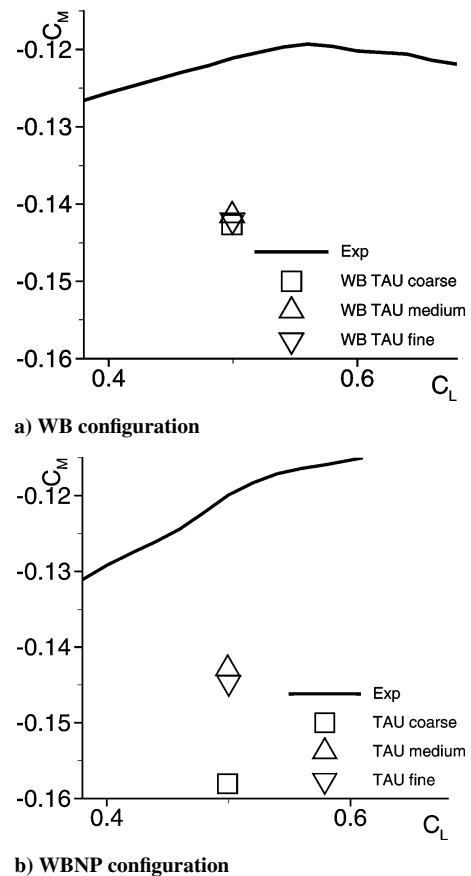 C_M
-0.12
-0.13
-0.14
-0.15
-0.16
0.4
0.6
C_L
Exp
WB TAU coarse
WB TAU medium
WB TAU fine
a) WB configuration
C_M
-0.12
-0.13
-0.14
-0.15
-0.16
0.4
0.6
C_L
Exp
TAU coarse
TAU medium
TAU fine
b) WBNP configuration